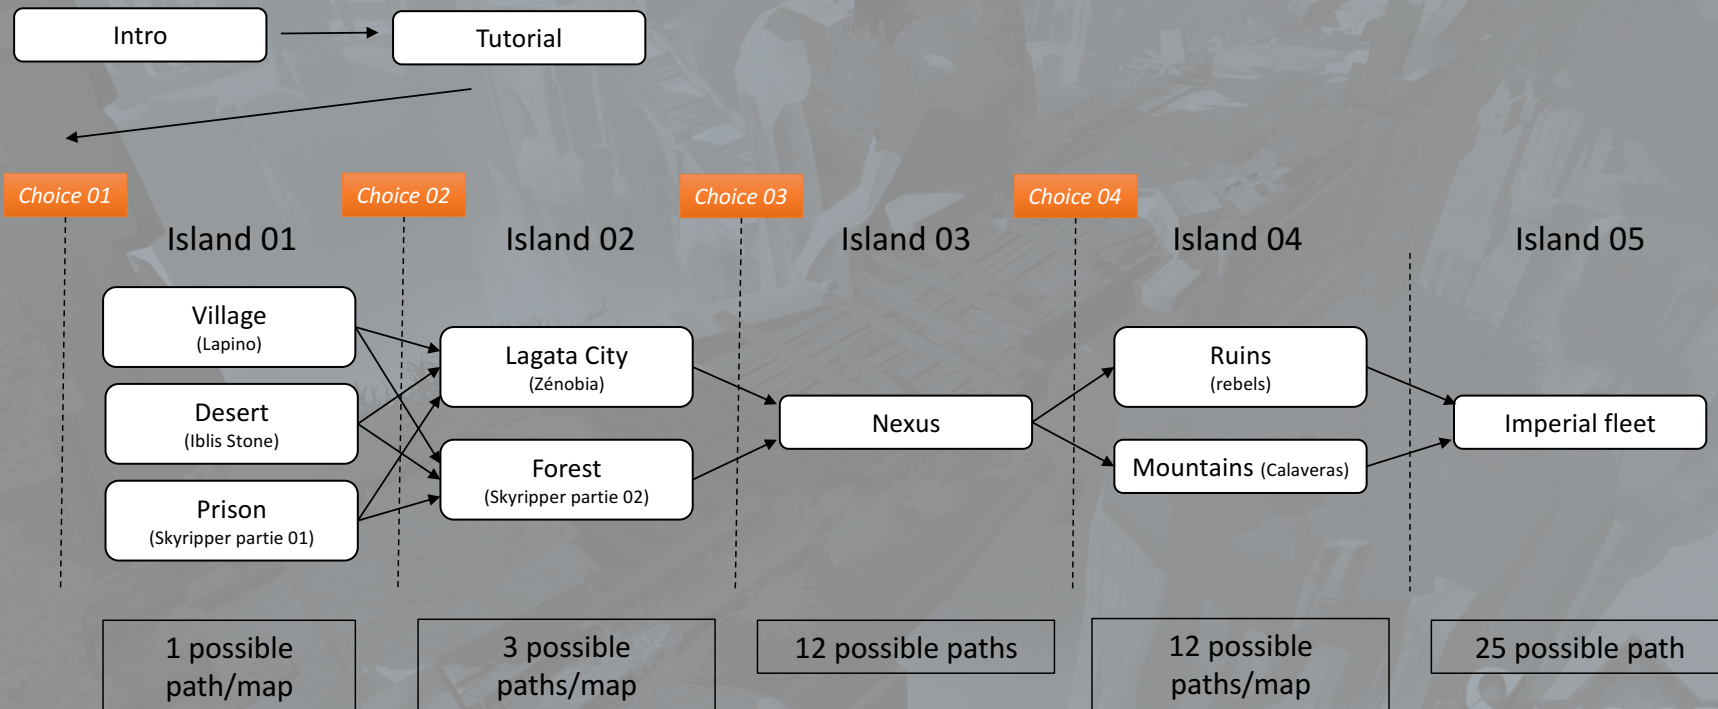 Intro
Tutorial
Choice 01
Choice 02
Choice 03
Choice 04
Island 01
Island 02
Island 03
Island 04
Island 05
Village
(Lapino)
Desert
(Iblis Stone)
Prison
(Skyripper partie 01)
Lagata City
(Zénobia)
Forest
(Skyripper partie 02)
Nexus
Ruins
(rebels)
Mountains (Calaveras)
Imperial fleet
1 possible
path/map
3 possible
paths/map
12 possible paths
12 possible
paths/map
25 possible path